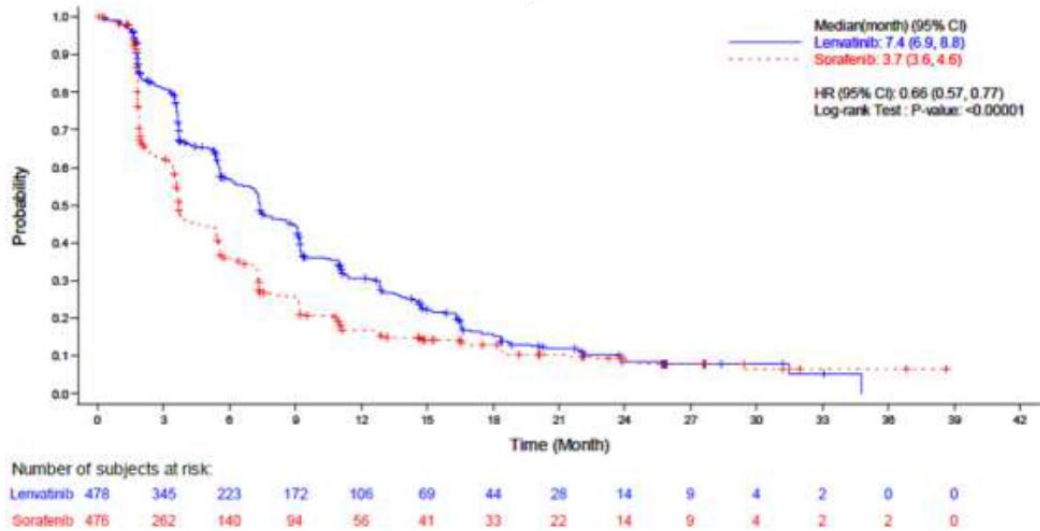 Median(month) (95% CI)
Lenvatinib: 7.4 (6.9, 8.8)
Sorafenib: 3.7 (3.6, 4.6)
HR (95% CI): 0.66 (0.57, 0.77)
Log-rank Test : P-value: <0.00001
1.0
0.9
0.8
0.7
0.6
0.5
0.4
0.3
0.2
0.1
0.0
Probability
0 3 6 9 12 15 18 21 24 27 30 33 36 39 42
Time (Month)
Number of subjects at risk:
Lenvatinib 478 345 223 172 106 69 44 28 14 9 4 2 0 0
Sorafenib 476 262 140 94 56 41 33 22 14 9 4 2 2 0